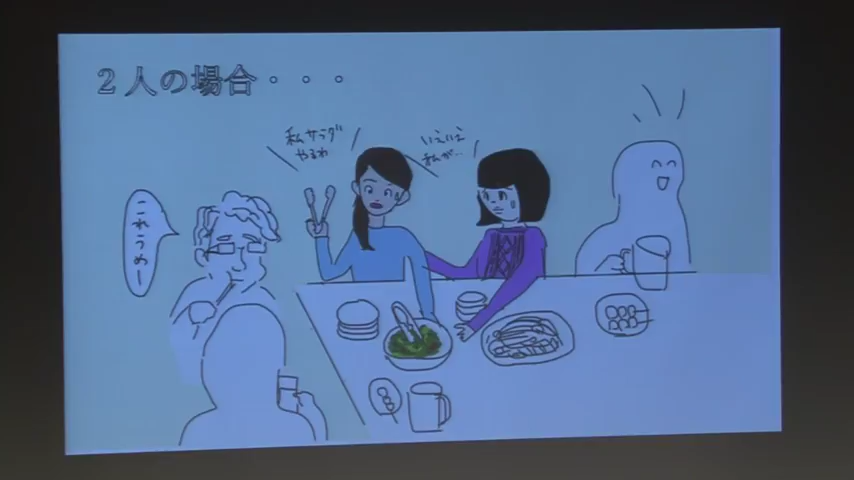 2人の場合・・・
私サラダ
やるわ
いえいえ
私が…
これうめー